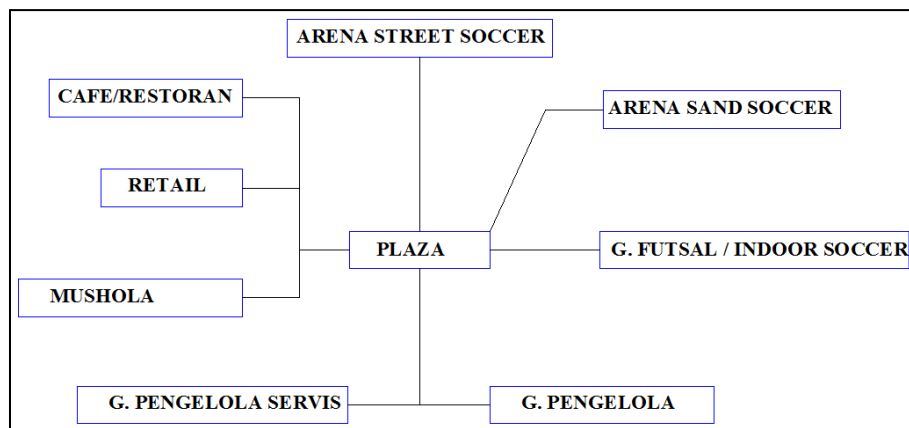 ARENA STREET SOCCER
CAFE/RESTORAN
ARENA SAND SOCCER
RETAIL
PLAZA
G. FUTSAL / INDOOR SOCCER
MUSHOLA
G. PENGELOLA SERVIS
G. PENGELOLA